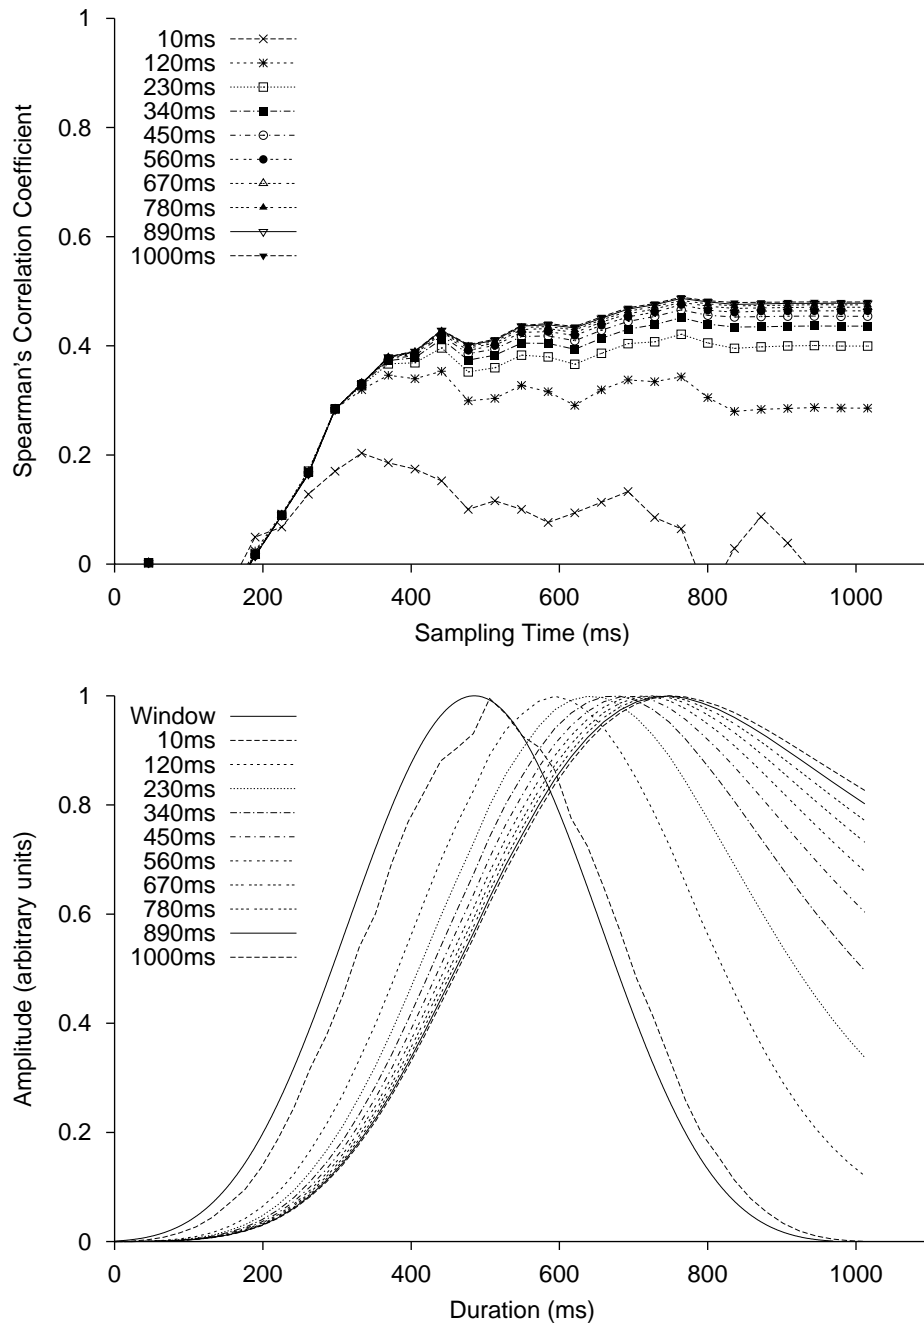 1
0.8
0.6
0.4
0.2
0
Spearman's Correlation Coefficient
10ms
120ms
230ms
340ms
450ms
560ms
670ms
780ms
890ms
1000ms
0 200 400 600 800 1000
Sampling Time (ms)
1
0.8
0.6
0.4
0.2
0
Amplitude (arbitrary units)
Window
10ms
120ms
230ms
340ms
450ms
560ms
670ms
780ms
890ms
1000ms
0 200 400 600 800 1000
Duration (ms)